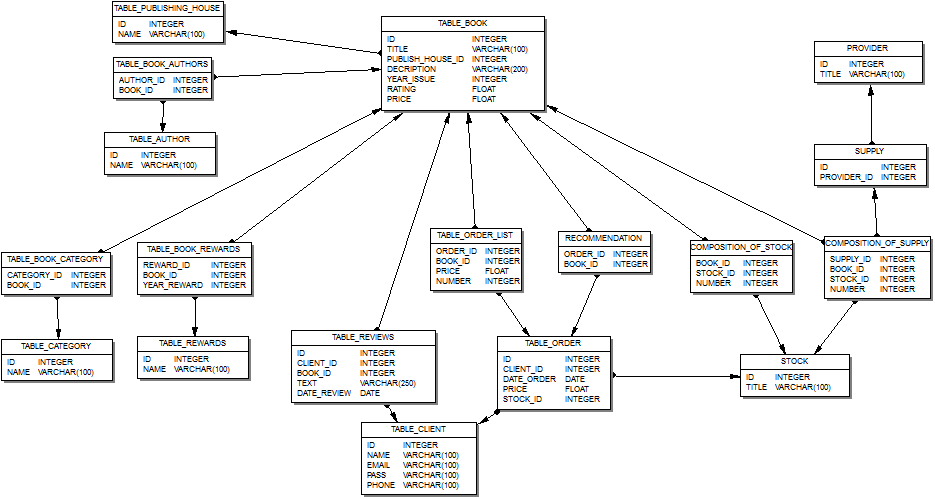 TABLE_PUBLISHING_HOUSE
ID INTEGER
NAME VARCHAR(100)
TABLE_BOOK
ID INTEGER
TITLE VARCHAR(100)
PUBLISH_HOUSE_ID INTEGER
DECRIPTION VARCHAR(200)
YEAR_ISSUE INTEGER
RATING FLOAT
PRICE FLOAT
TABLE_BOOK_AUTHORS
AUTHOR_ID INTEGER
BOOK_ID INTEGER
PROVIDER
ID INTEGER
TITLE VARCHAR(100)
TABLE_AUTHOR
ID INTEGER
NAME VARCHAR(100)
SUPPLY
ID INTEGER
PROVIDER_ID INTEGER
TABLE_BOOK_CATEGORY
CATEGORY_ID INTEGER
BOOK_ID INTEGER
TABLE_BOOK_REWARDS
REWARD_ID INTEGER
BOOK_ID INTEGER
YEAR_REWARD INTEGER
TABLE_ORDER_LIST
ORDER_ID INTEGER
BOOK_ID INTEGER
PRICE FLOAT
NUMBER INTEGER
RECOMMENDATION
ORDER_ID INTEGER
BOOK_ID INTEGER
COMPOSITION_OF_STOCK
BOOK_ID INTEGER
STOCK_ID INTEGER
NUMBER INTEGER
COMPOSITION_OF_SUPPLY
SUPPLY_ID INTEGER
BOOK_ID INTEGER
STOCK_ID INTEGER
NUMBER INTEGER
TABLE_CATEGORY
ID INTEGER
NAME VARCHAR(100)
TABLE_REWARDS
ID INTEGER
NAME VARCHAR(100)
TABLE_REVIEWS
ID INTEGER
CLIENT_ID INTEGER
BOOK_ID INTEGER
TEXT VARCHAR(250)
DATE_REVIEW DATE
TABLE_ORDER
ID INTEGER
CLIENT_ID INTEGER
DATE_ORDER DATE
PRICE FLOAT
STOCK_ID INTEGER
STOCK
ID INTEGER
TITLE VARCHAR(100)
TABLE_CLIENT
ID INTEGER
NAME VARCHAR(100)
EMAIL VARCHAR(100)
PASS VARCHAR(100)
PHONE VARCHAR(100)